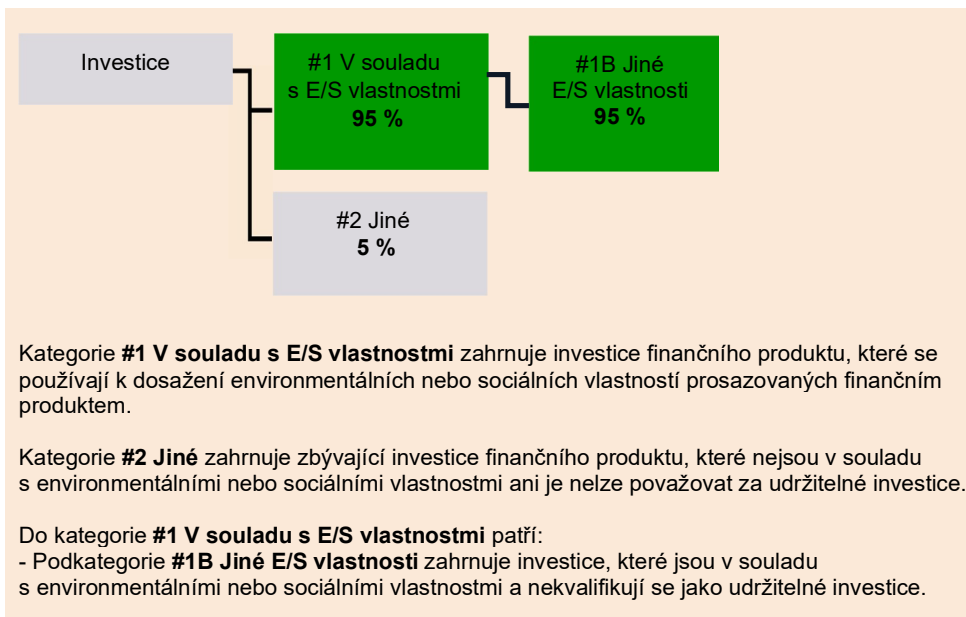 Investice
#1 V souladu
s E/S vlastnostmi
95 %
#1B Jiné
E/S vlastnosti
95 %
#2 Jiné
5 %
Kategorie #1 V souladu s E/S vlastnostmi zahrnuje investice finančního produktu, které se
používají k dosažení environmentálních nebo sociálních vlastností prosazovaných finančním
produktem.
Kategorie #2 Jiné zahrnuje zbývající investice finančního produktu, které nejsou v souladu
s environmentálními nebo sociálními vlastnostmi ani je nelze považovat za udržitelné investice.
Do kategorie #1 V souladu s E/S vlastnostmi patří:
- Podkategorie #1B Jiné E/S vlastnosti zahrnuje investice, které jsou v souladu
s environmentálními nebo sociálními vlastnostmi a nekvalifikují se jako udržitelné investice.